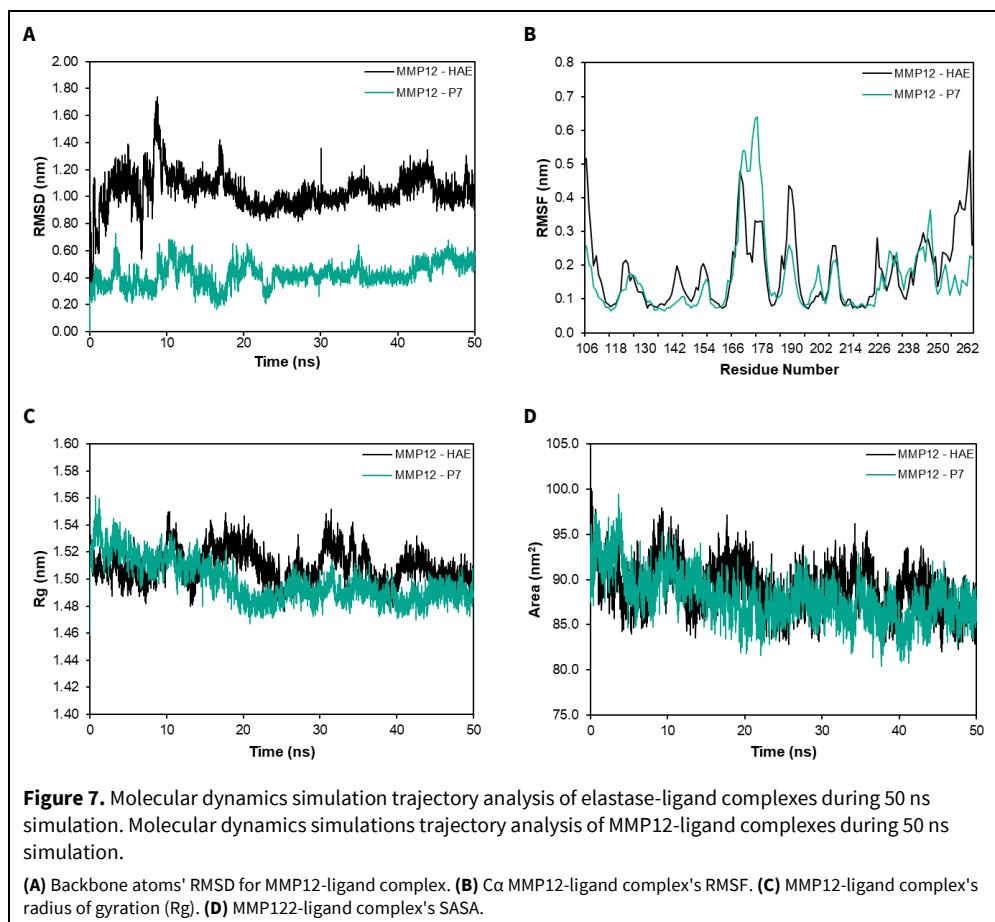 A
MMP12 - HAE
MMP12 - P7
RMSD (nm)
2.00
1.80
1.60
1.40
1.20
1.00
0.80
0.60
0.40
0.20
0.00
0 10 20 30 40 50
Time (ns)
B
MMP12 - HAE
MMP12 - P7
RMSF (nm)
0.8
0.7
0.6
0.5
0.4
0.3
0.2
0.1
0.0
106 118 130 142 154 166 178 190 202 214 226 238 250 262
Residue Number
C
MMP12 - HAE
MMP12 - P7
Rg (nm)
1.60
1.58
1.56
1.54
1.52
1.50
1.48
1.46
1.44
1.42
1.40
0 10 20 30 40 50
Time (ns)
D
MMP12 - HAE
MMP12 - P7
Area (nm²)
105.0
100.0
95.0
90.0
85.0
80.0
75.0
0 10 20 30 40 50
Time (ns)
Figure 7. Molecular dynamics simulation trajectory analysis of elastase-ligand complexes during 50 ns
simulation. Molecular dynamics simulations trajectory analysis of MMP12-ligand complexes during 50 ns
simulation.
(A) Backbone atoms' RMSD for MMP12-ligand complex. (B) Cα MMP12-ligand complex's RMSF. (C) MMP12-ligand complex's
radius of gyration (Rg). (D) MMP122-ligand complex's SASA.